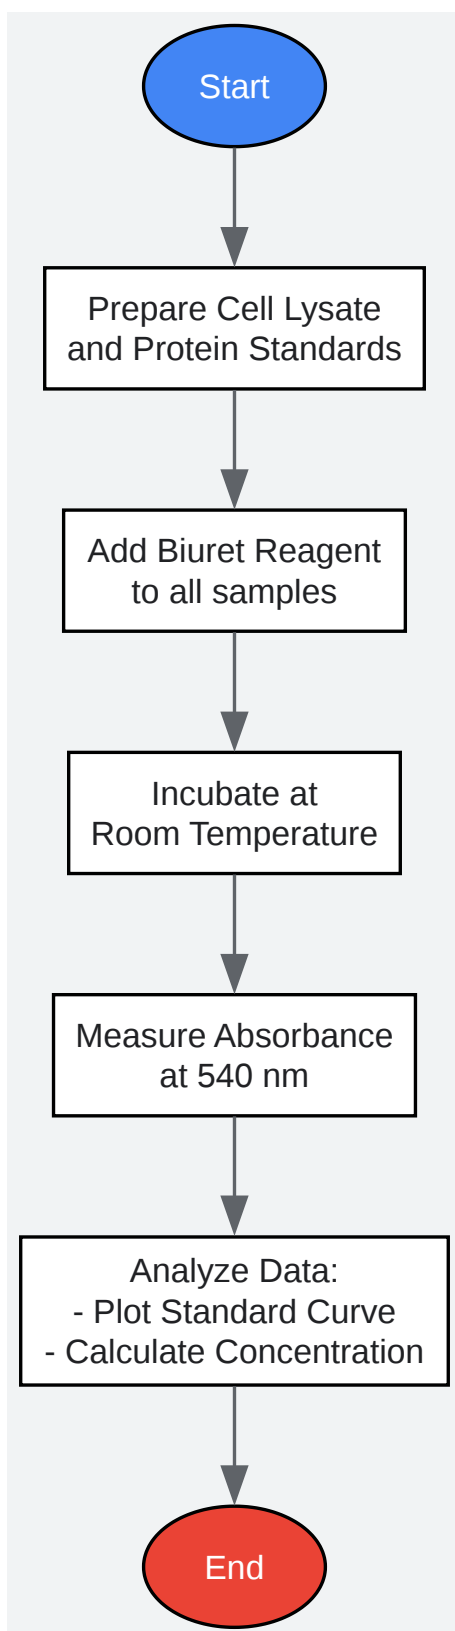 Start
Prepare Cell Lysate
and Protein Standards
Add Biuret Reagent
to all samples
Incubate at
Room Temperature
Measure Absorbance
at 540 nm
Analyze Data:
- Plot Standard Curve
- Calculate Concentration
End